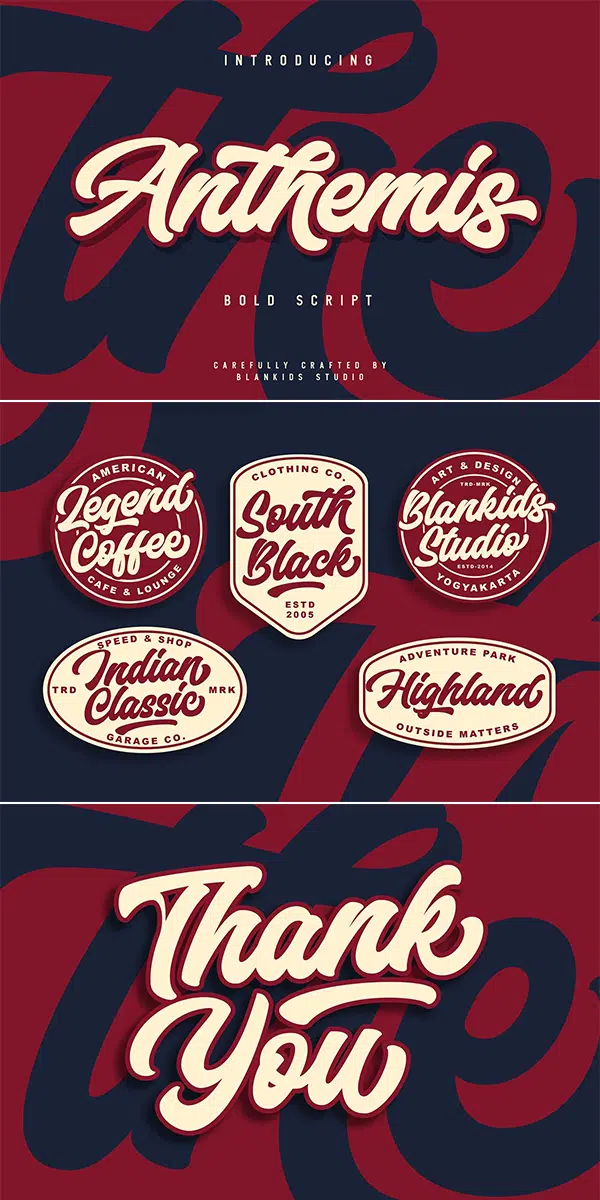 INTRODUCING
Anthemis
BOLD SCRIPT
CAREFULLY CRAFTED BY
BLANKIDS STUDIO
AMERICAN
Legend
Coffee
CAFE & LOUNGE
CLOTHING CO.
South
Black
ESTD
2005
ART & DESIGN
TRD-MRK
Blankids
Studio
ESTD-2014
YOGYAKARTA
SPEED & SHOP
Indian
TRD Classic MRK
GARAGE CO.
ADVENTURE PARK
Highland
OUTSIDE MATTERS
Thank
You